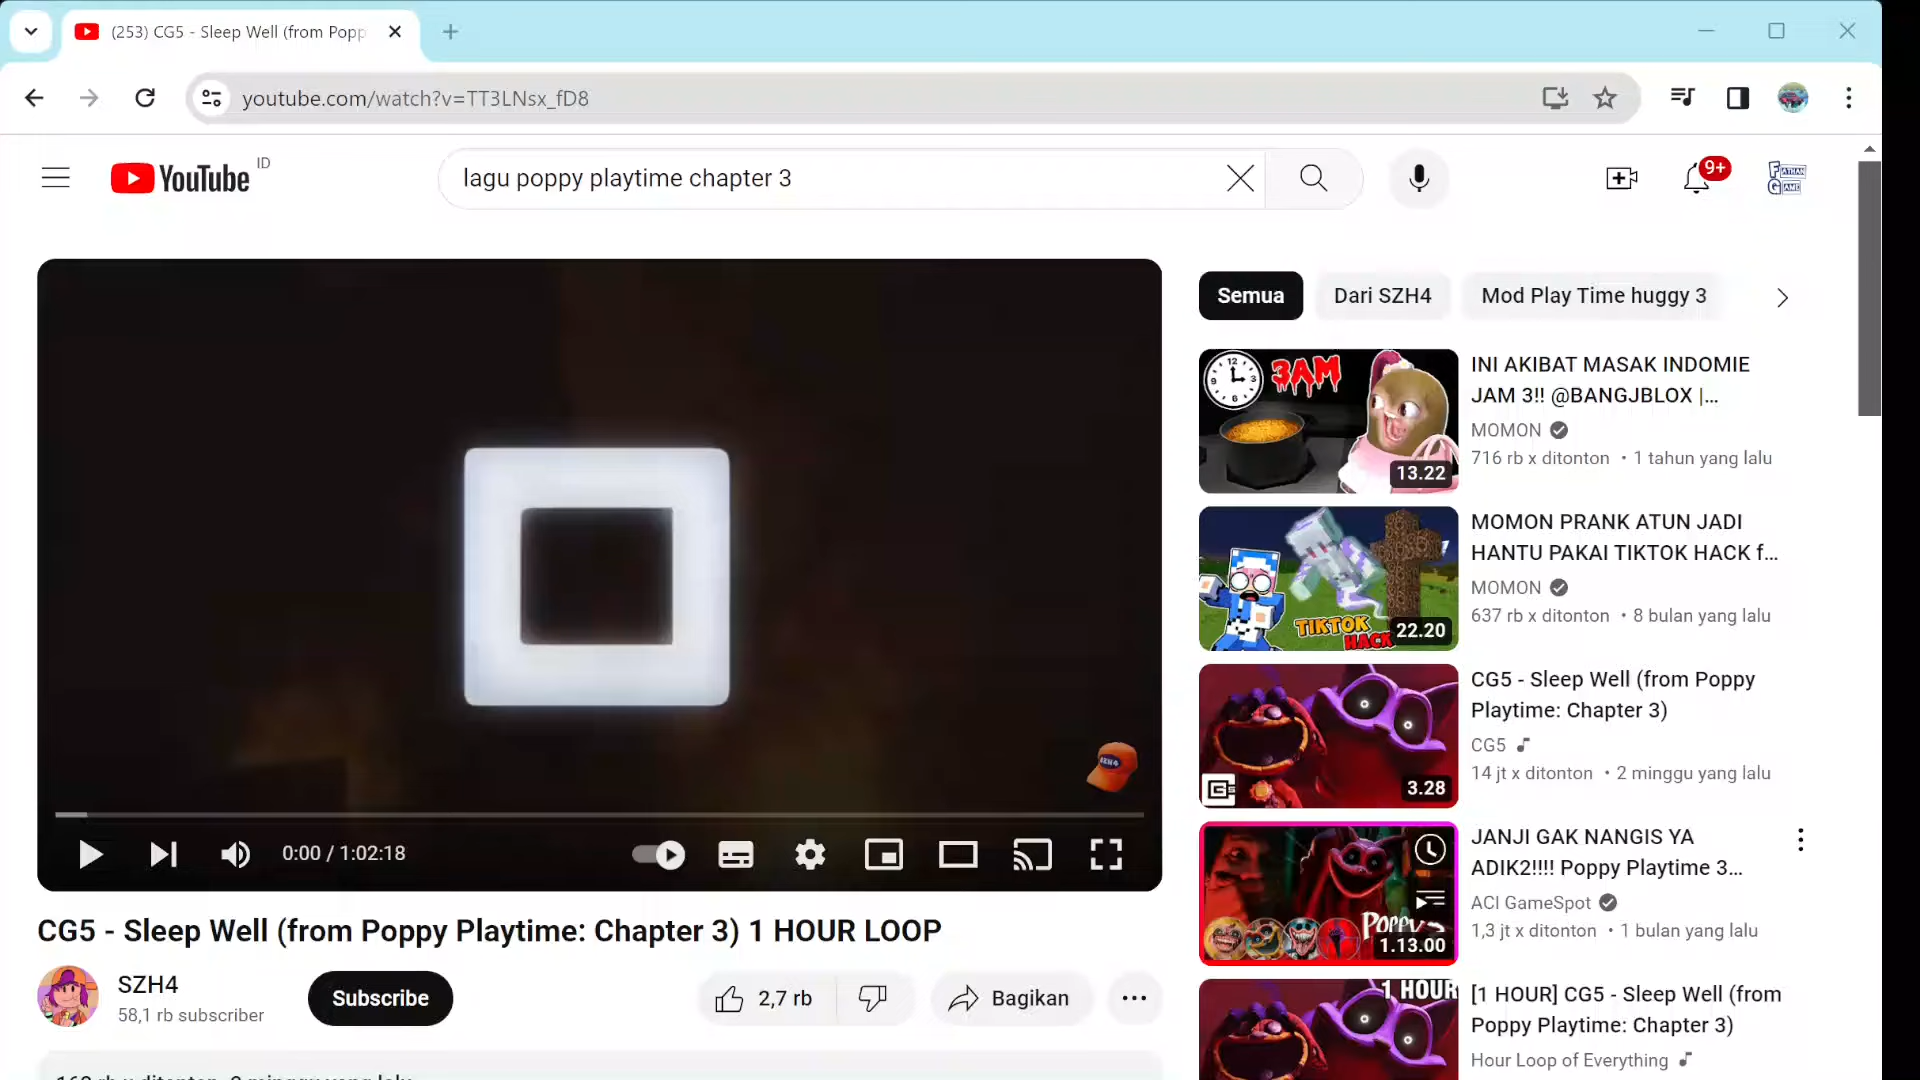 (253) CG5 - Sleep Well (from Popp
youtube.com/watch?v=TT3LNsx_fD8
YouTube ID
lagu poppy playtime chapter 3
9+
FATHAN GAME
0:00 / 1:02:18
CG5 - Sleep Well (from Poppy Playtime: Chapter 3) 1 HOUR LOOP
SZH4
58,1 rb subscriber
Subscribe
2,7 rb
Bagikan
Semua
Dari SZH4
Mod Play Time huggy 3
3AM
13.22
INI AKIBAT MASAK INDOMIE
JAM 3!! @BANGJBLOX |...
MOMON
716 rb x ditonton • 1 tahun yang lalu
TIKTOK
HACK
22.20
MOMON PRANK ATUN JADI
HANTU PAKAI TIKTOK HACK f...
MOMON
637 rb x ditonton • 8 bulan yang lalu
3.28
CG5 - Sleep Well (from Poppy
Playtime: Chapter 3)
CG5
14 jt x ditonton • 2 minggu yang lalu
POPPY
1.13.00
JANJI GAK NANGIS YA
ADIK2!!!! Poppy Playtime 3...
ACI GameSpot
1,3 jt x ditonton • 1 bulan yang lalu
1 HOUR
[1 HOUR] CG5 - Sleep Well (from
Poppy Playtime: Chapter 3)
Hour Loop of Everything